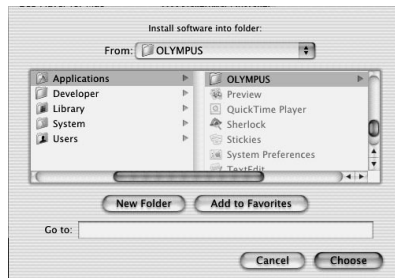 Install software into folder:
From: OLYMPUS
Applications
Developer
Library
System
Users
OLYMPUS
Preview
QuickTime Player
Sherlock
Stickies
System Preferences
TextEdit
New Folder
Add to Favorites
Go to:
Cancel
Choose